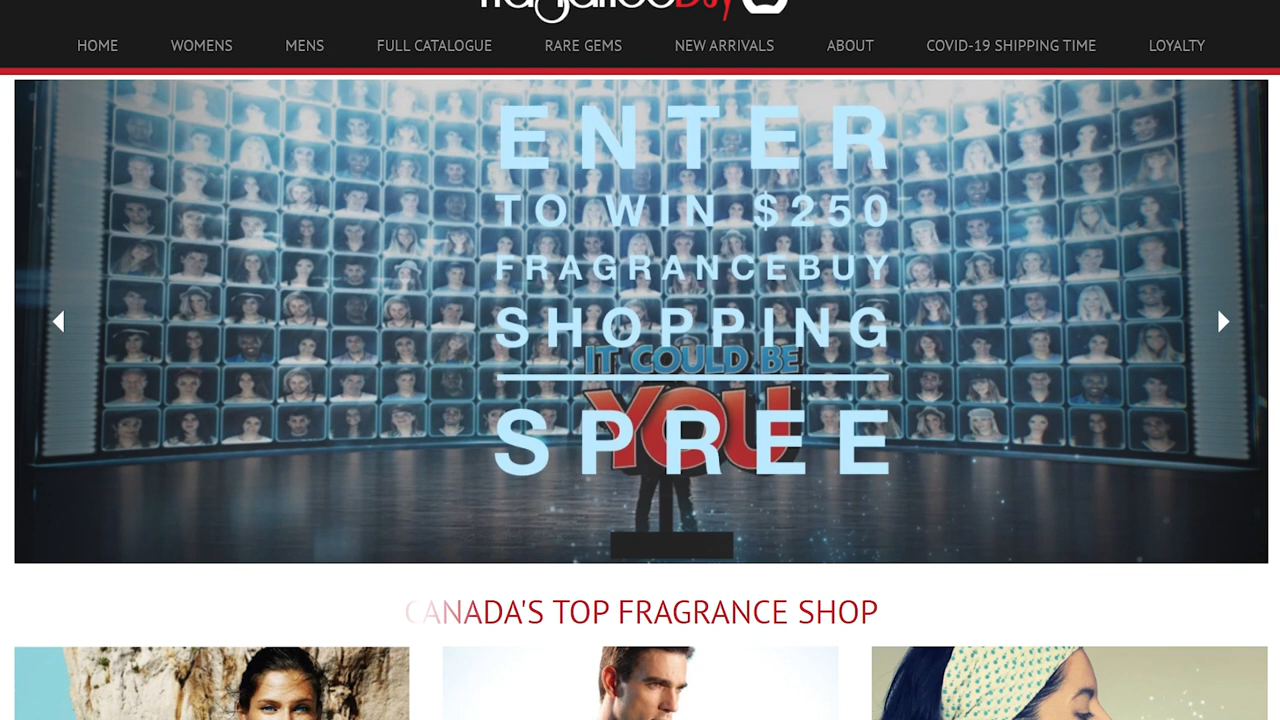 HOME WOMENS MENS FULL CATALOGUE RARE GEMS NEW ARRIVALS ABOUT COVID-19 SHIPPING TIME LOYALTY
ENTER
TO WIN $250
FRAGRANCEBUY
SHOPPING
IT COULD BE
YOU
SPREE
CANADA'S TOP FRAGRANCE SHOP